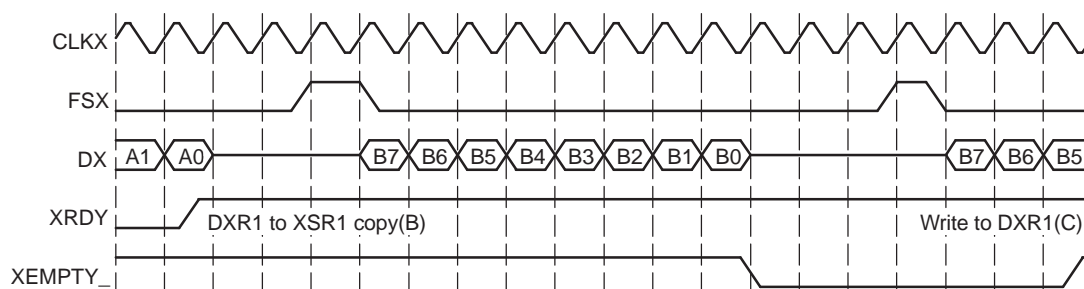 CLKX
FSX
DX A1 A0 B7 B6 B5 B4 B3 B2 B1 B0 B7 B6 B5
XRDY DXR1 to XSR1 copy(B) Write to DXR1(C)
XEMPTY_